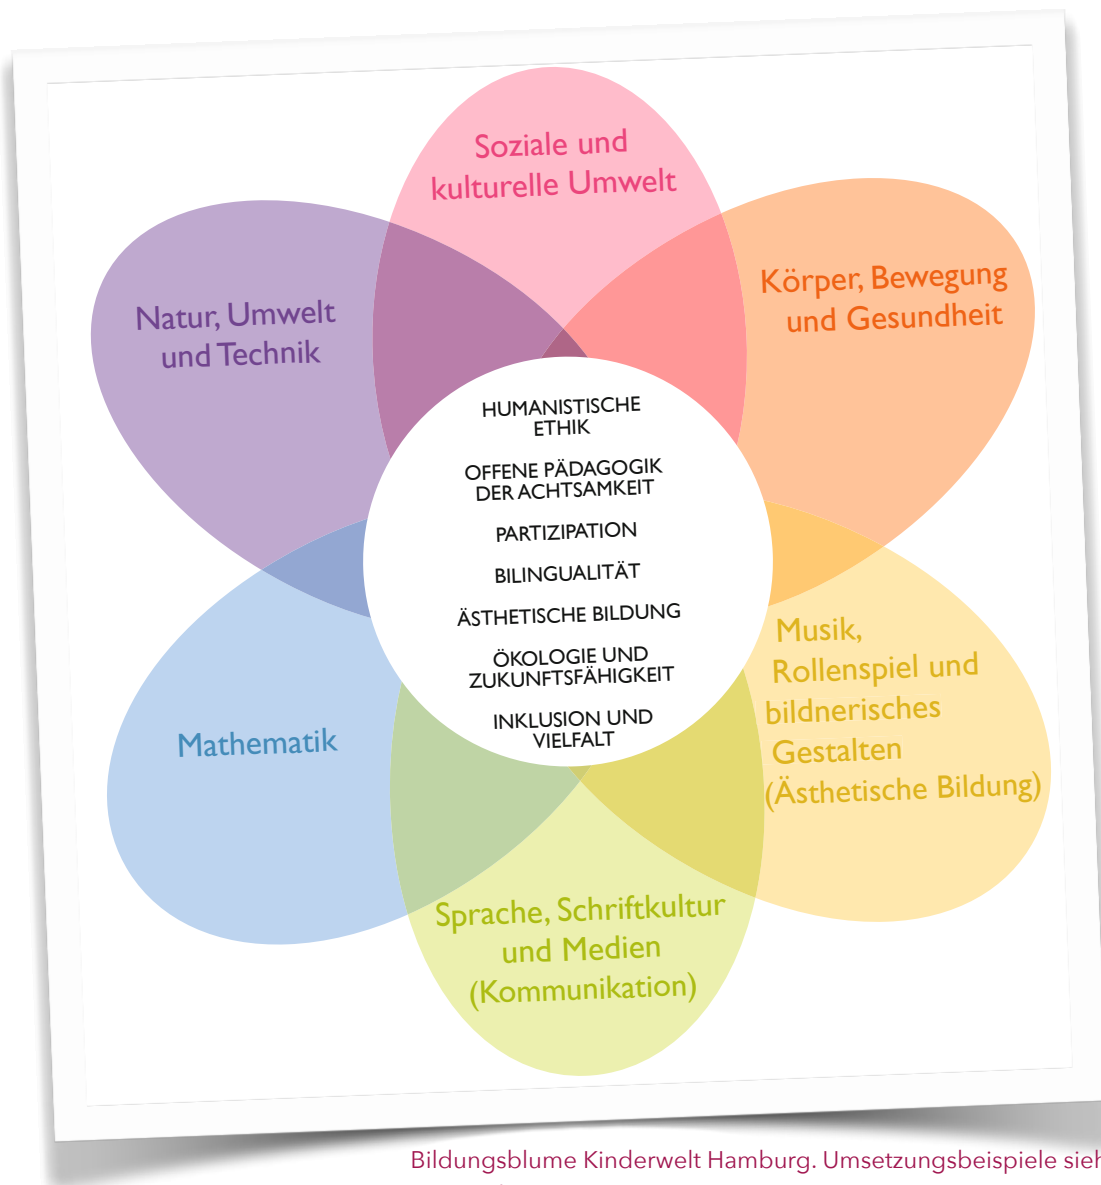 Soziale und
kulturelle Umwelt
Körper, Bewegung
und Gesundheit
Natur, Umwelt
und Technik
HUMANISTISCHE
ETHIK
OFFENE PÄDAGOGIK
DER ACHTSAMKEIT
PARTIZIPATION
BILINGUALITÄT
ÄSTHETISCHE BILDUNG
ÖKOLOGIE UND
ZUKUNFTSFÄHIGKEIT
INKLUSION UND
VIELFALT
Musik,
Rollenspiel und
bildnerisches
Gestalten
(Ästhetische Bildung)
Mathematik
Sprache, Schriftkultur
und Medien
(Kommunikation)
Bildungsblume Kinderwelt Hamburg. Umsetzungsbeispiele